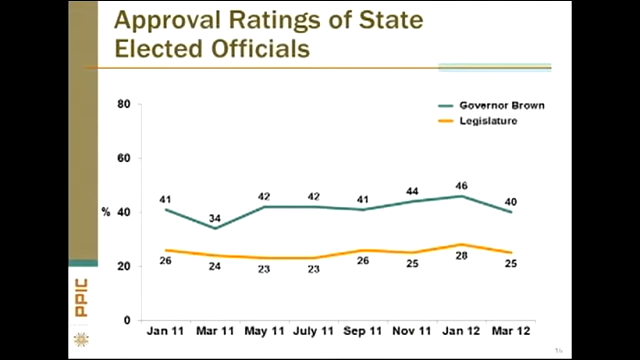 Approval Ratings of State
Elected Officials
80
Governor Brown
Legislature
60
%
40
20
0
41
34
42
42
41
44
46
40
26
24
23
23
26
25
28
25
Jan 11
Mar 11
May 11
July 11
Sep 11
Nov 11
Jan 12
Mar 12
PPIC